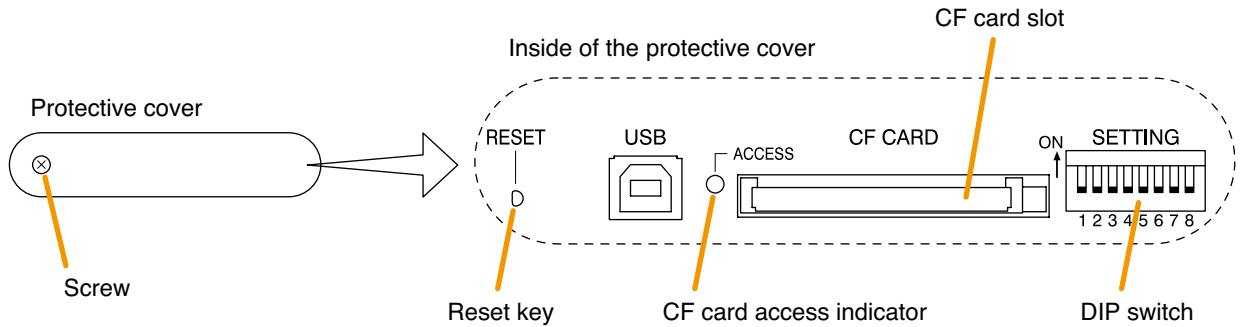 CF card slot
Inside of the protective cover
Protective cover
RESET
USB
ACCESS
CF CARD
ON
SETTING
1 2 3 4 5 6 7 8
Screw
Reset key
CF card access indicator
DIP switch